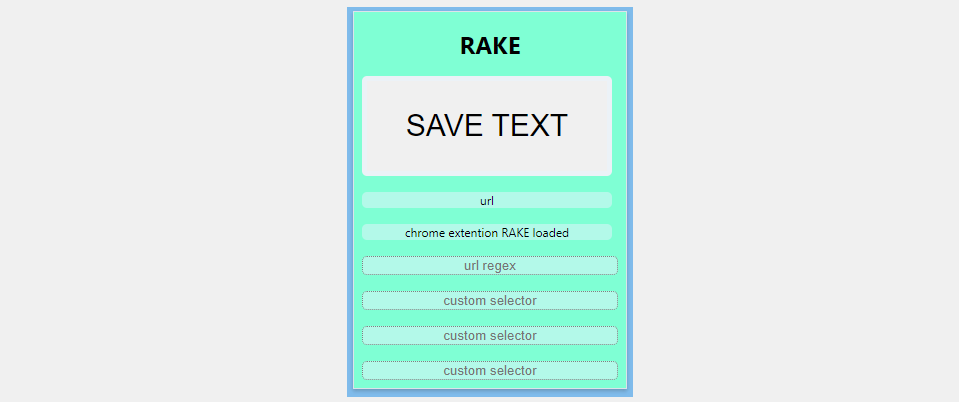 RAKE
SAVE TEXT
url
chrome extention RAKE loaded
url regex
custom selector
custom selector
custom selector